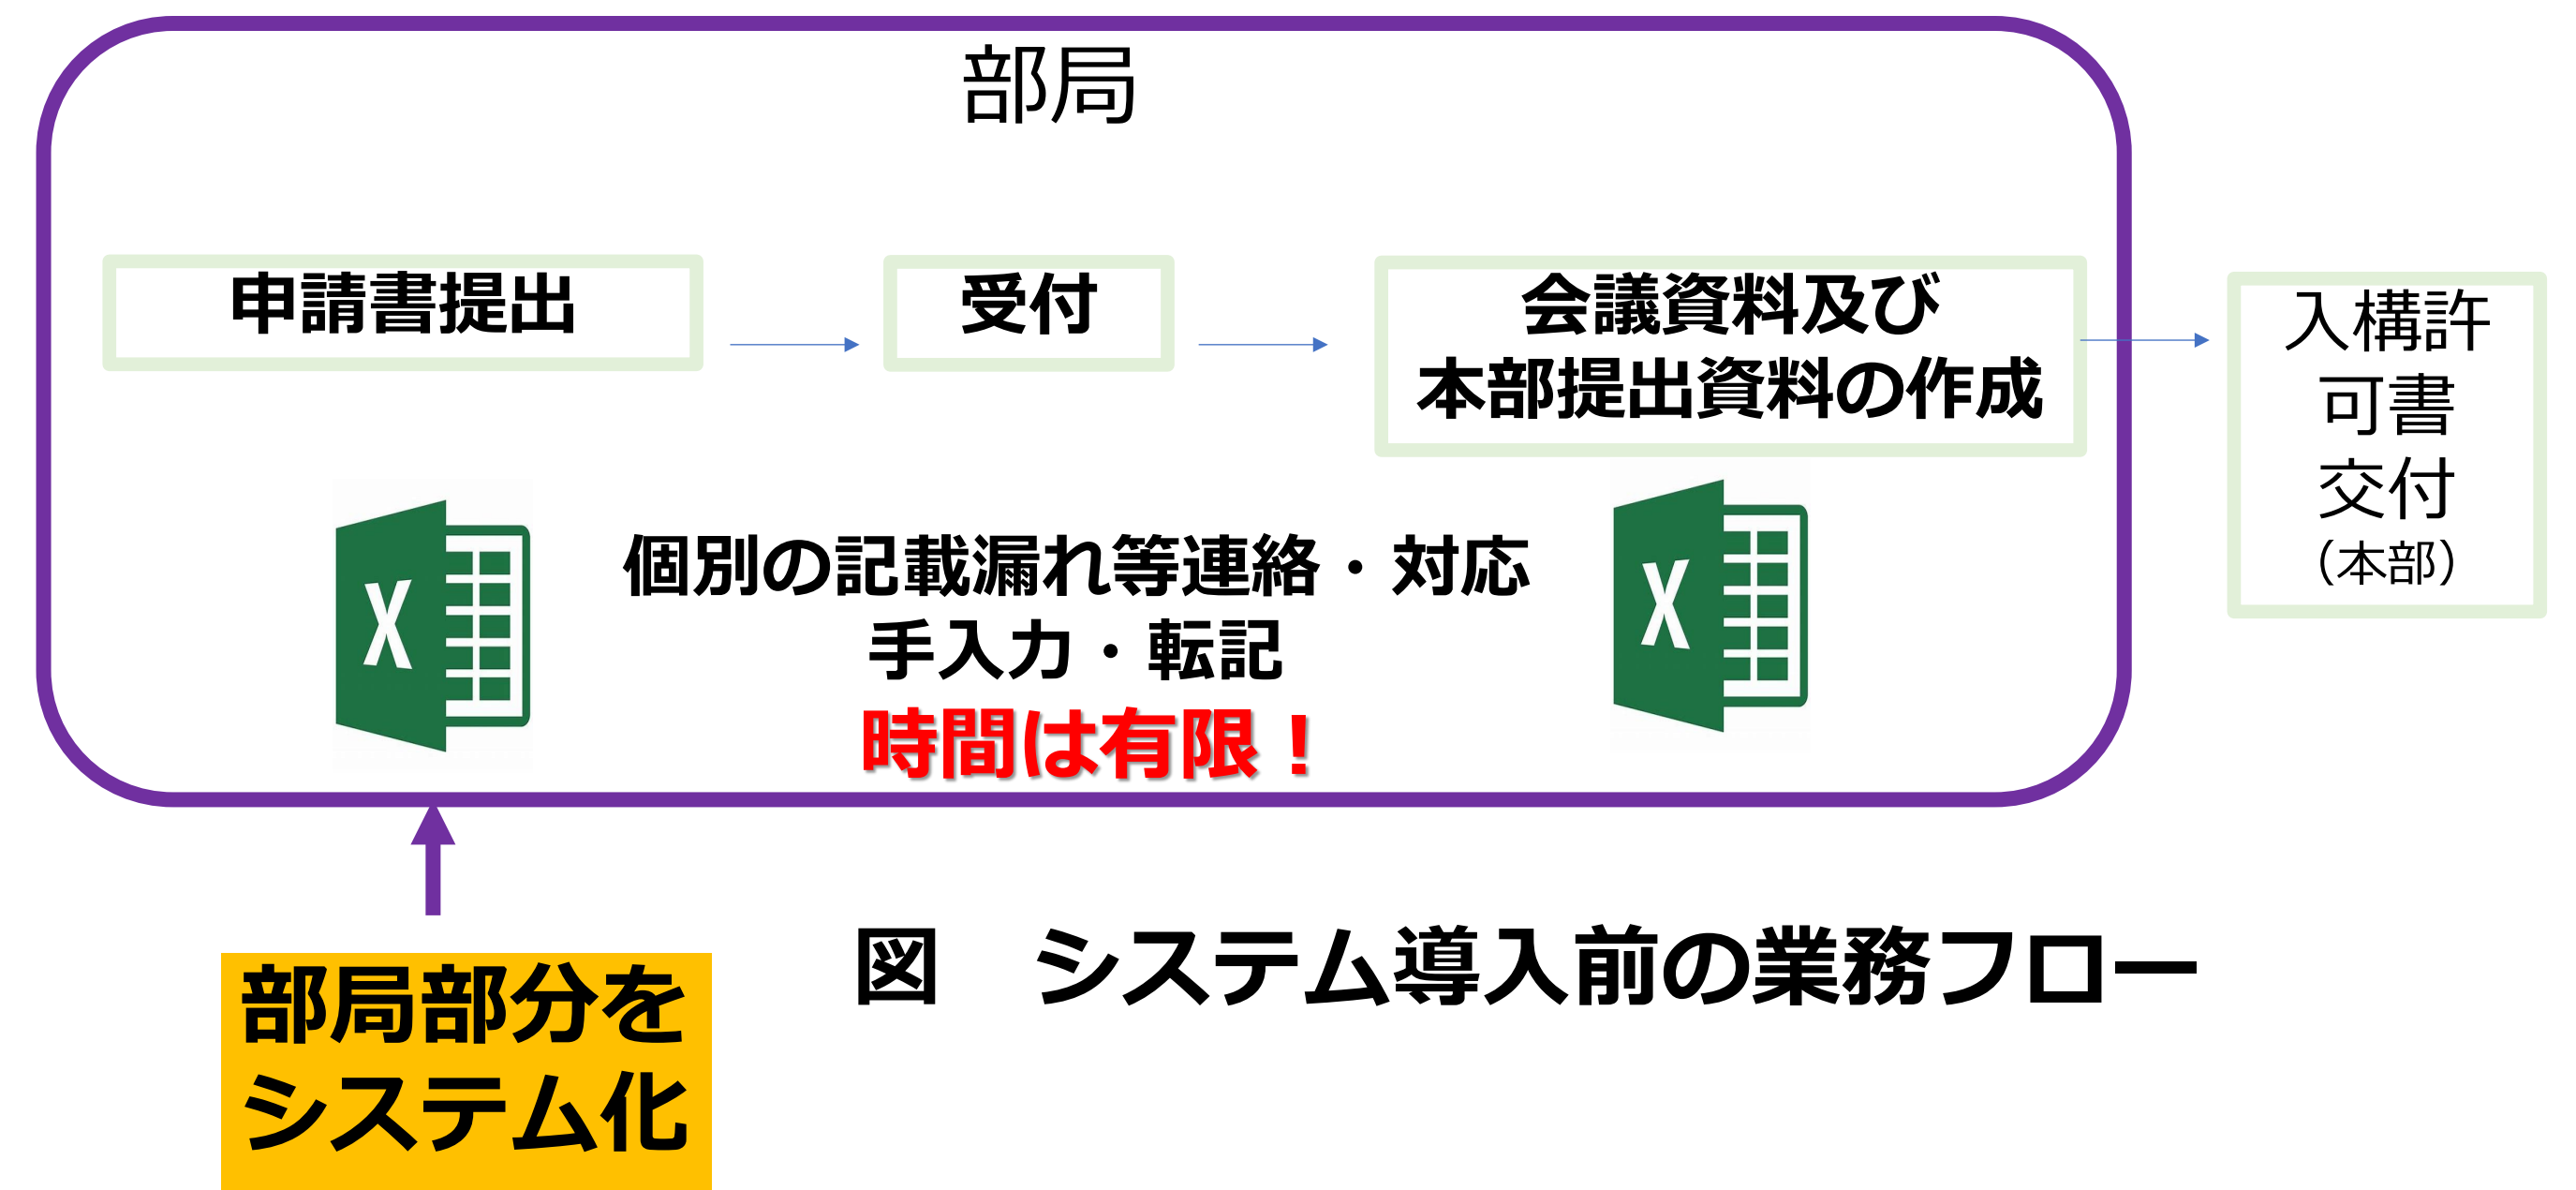 部局
申請書提出
受付
会議資料及び
本部提出資料の作成
入構許
可書
交付
（本部）
X
個別の記載漏れ等連絡・対応
手入力・転記
時間は有限！
X
部局部分を
システム化
図　システム導入前の業務フロー